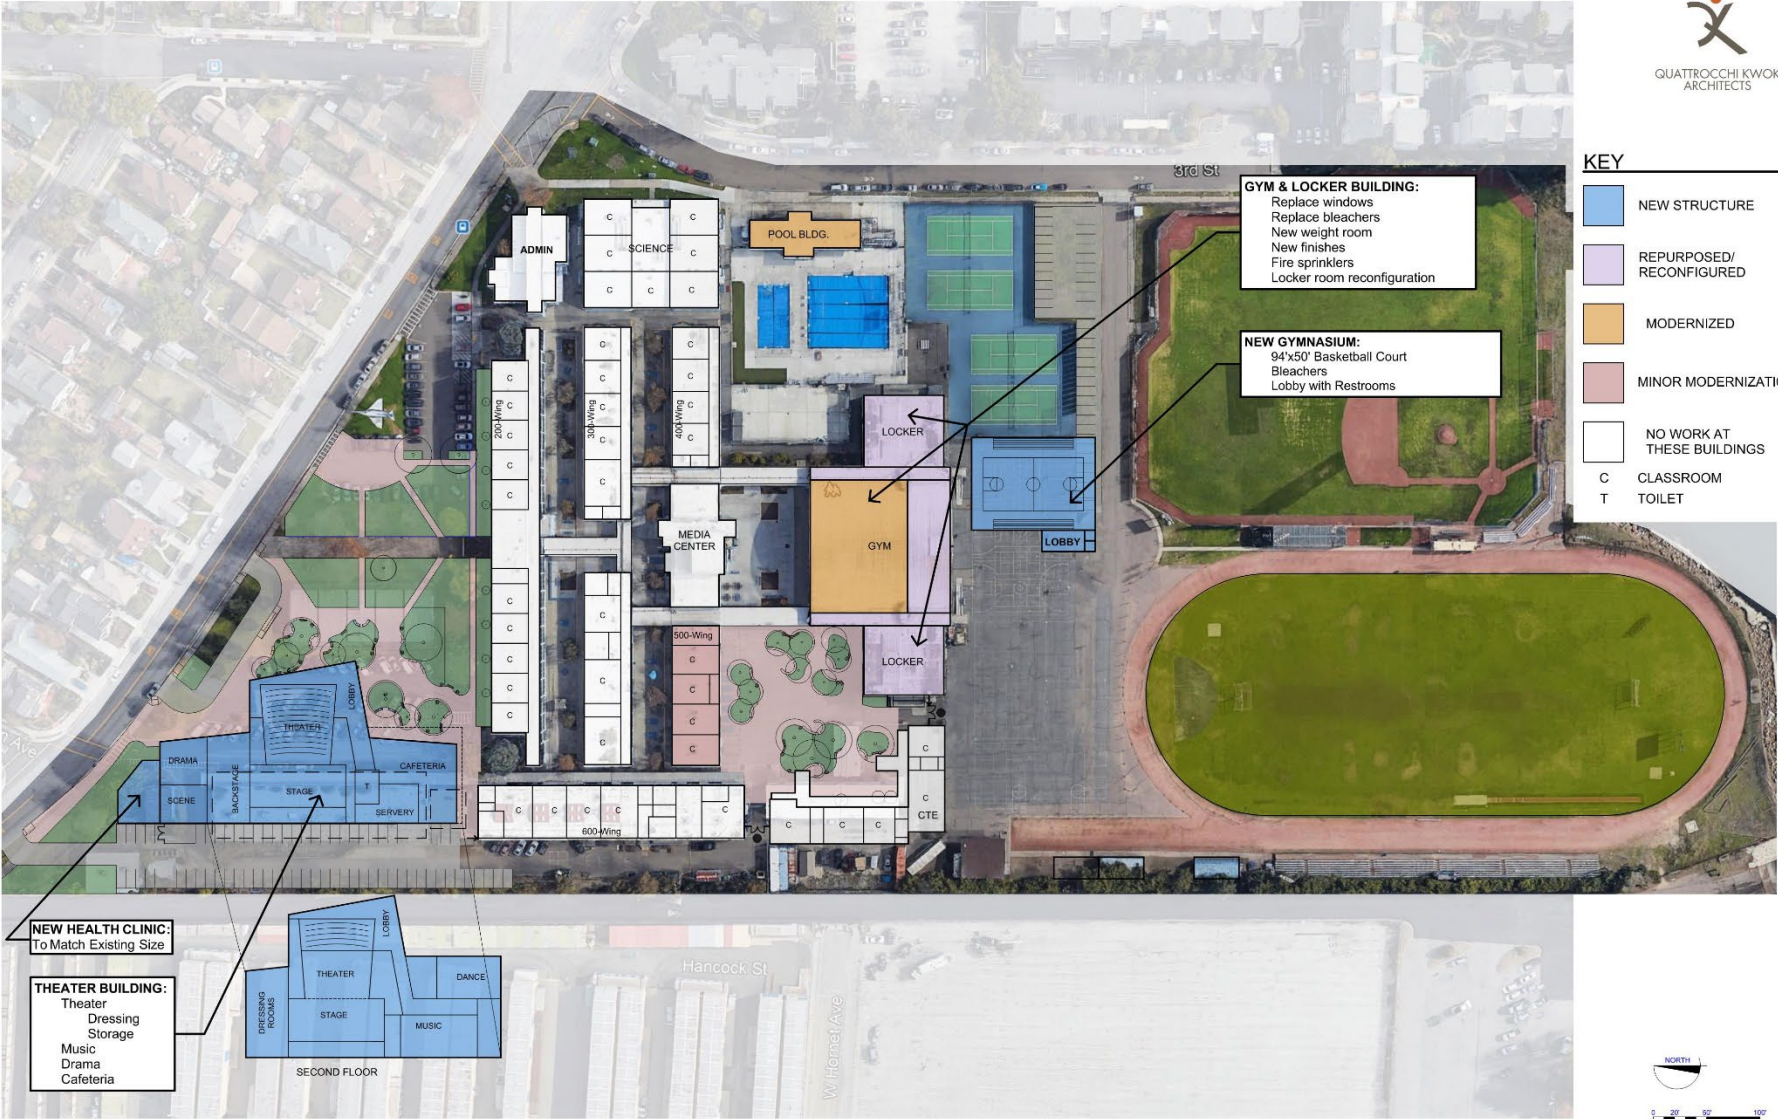 QUATTROCCHI KWOK
ARCHITECTS
KEY
NEW STRUCTURE
REPURPOSED/
RECONFIGURED
MODERNIZED
MINOR MODERNIZATI
NO WORK AT
THESE BUILDINGS
C CLASSROOM
T TOILET
3rd St
GYM & LOCKER BUILDING:
Replace windows
Replace bleachers
New weight room
New finishes
Fire sprinklers
Locker room reconfiguration
NEW GYMNASIUM:
94'x50' Basketball Court
Bleachers
Lobby with Restrooms
ADMIN
C C
SCIENCE
C C
C C C
POOL BLDG.
200-Wing
C
C
C
C
C
C
C
C
C
C
300-Wing
C
C
C
C
C
C
C
C
400-Wing
C
C
C
C
LOCKER
MEDIA
CENTER
GYM
LOBBY
500-Wing
C
C
C
C
LOCKER
THEATER
LOBBY
DRAMA
SCENE
BACKSTAGE
STAGE
T
CAFETERIA
SERVERY
C C C C C
600-Wing
C
C
CTE
C C C
Ave
NEW HEALTH CLINIC:
To Match Existing Size
THEATER BUILDING:
Theater
Dressing
Storage
Music
Drama
Cafeteria
LOBBY
THEATER
DANCE
DRESSING
ROOMS
STAGE
MUSIC
SECOND FLOOR
Hancock St
W Hornet Ave
NORTH
0 20' 50' 100'